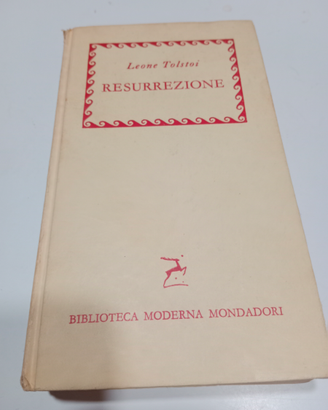 Leone Tolstoi
RESURREZIONE
BIBLIOTECA MODERNA MONDADORI